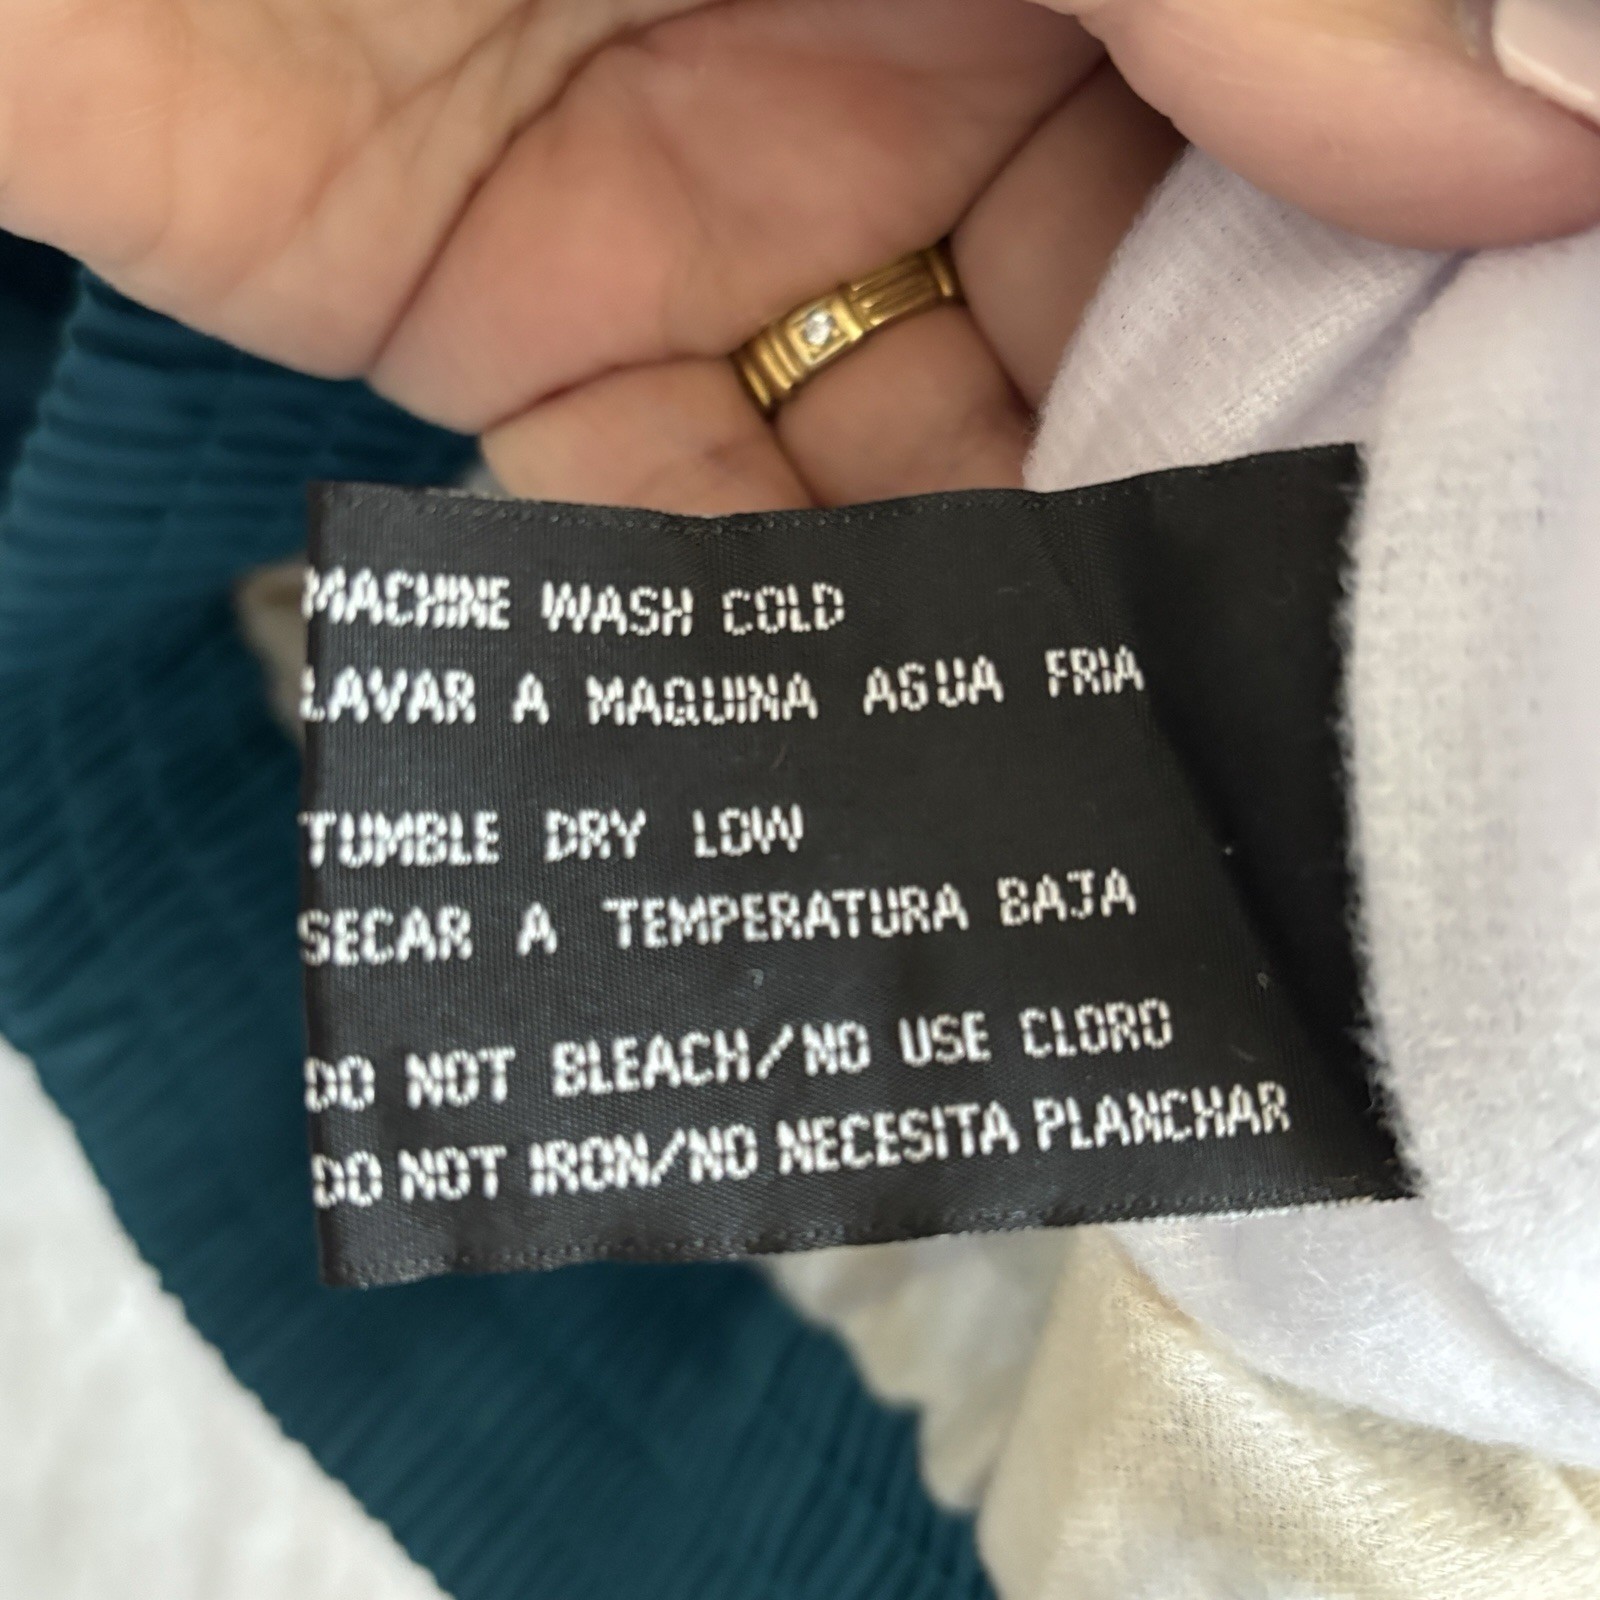 MACHINE WASH COLD
LAVAR A MAQUINA AGUA FRIA
TUMBLE DRY LOW
SECAR A TEMPERATURA BAJA
DO NOT BLEACH/NO USE CLORO
DO NOT IRON/NO NECESITA PLANCHAR